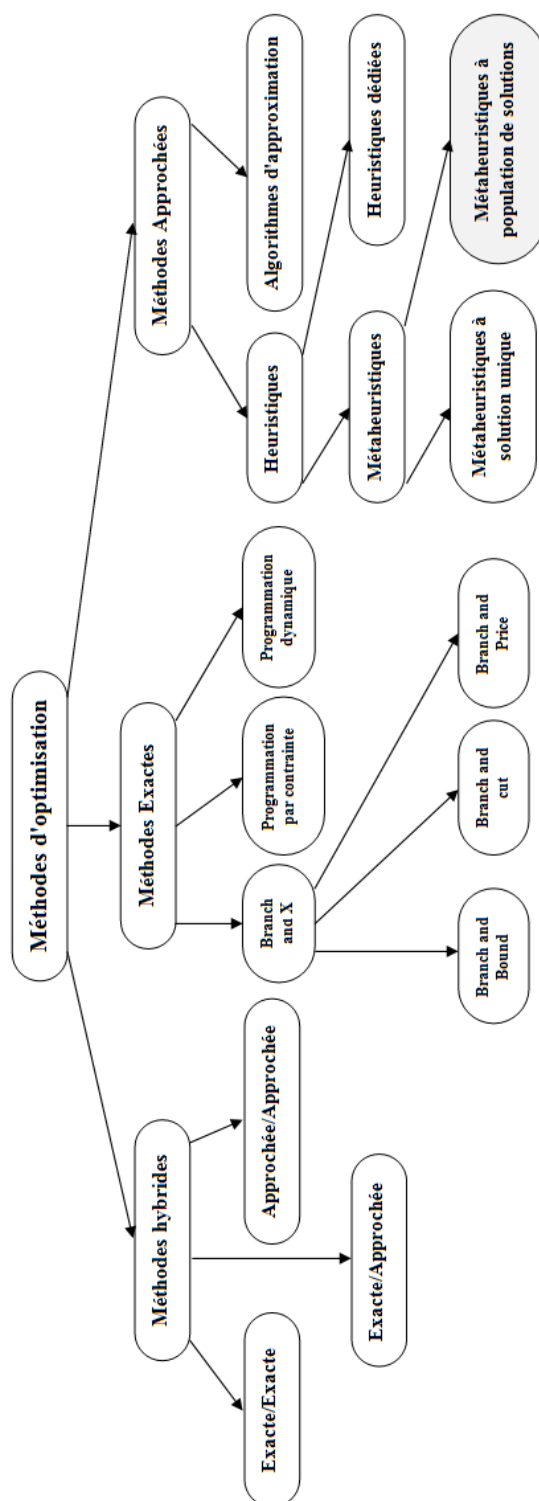 Méthodes d'optimisation
Méthodes hybrides
Méthodes Exactes
Méthodes Approchées
Exacte/Exacte
Approchée/Approchée
Branch
and X
Programmation
par contrainte
Programmation
dynamique
Heuristiques
Algorithmes d'approximation
Exacte/Approchée
Métaheuristiques
Heuristiques dédiées
Branch and
Bound
Branch and
cut
Branch and
Price
Métaheuristiques à
solution unique
Métaheuristiques à
population de solutions